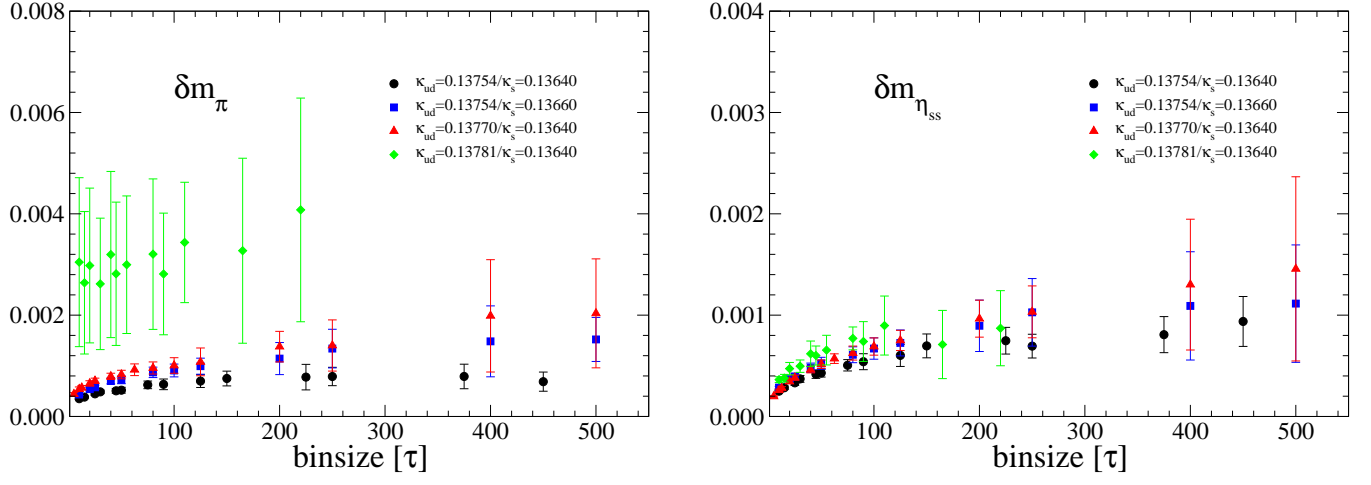 0.008
0.006
0.004
0.002
0.000
δm_π
κ_ud=0.13754/κ_s=0.13640
κ_ud=0.13754/κ_s=0.13660
κ_ud=0.13770/κ_s=0.13640
κ_ud=0.13781/κ_s=0.13640
100 200 300 400 500
binsize [τ]
0.004
0.003
0.002
0.001
0.000
δm_η_ss
κ_ud=0.13754/κ_s=0.13640
κ_ud=0.13754/κ_s=0.13660
κ_ud=0.13770/κ_s=0.13640
κ_ud=0.13781/κ_s=0.13640
100 200 300 400 500
binsize [τ]